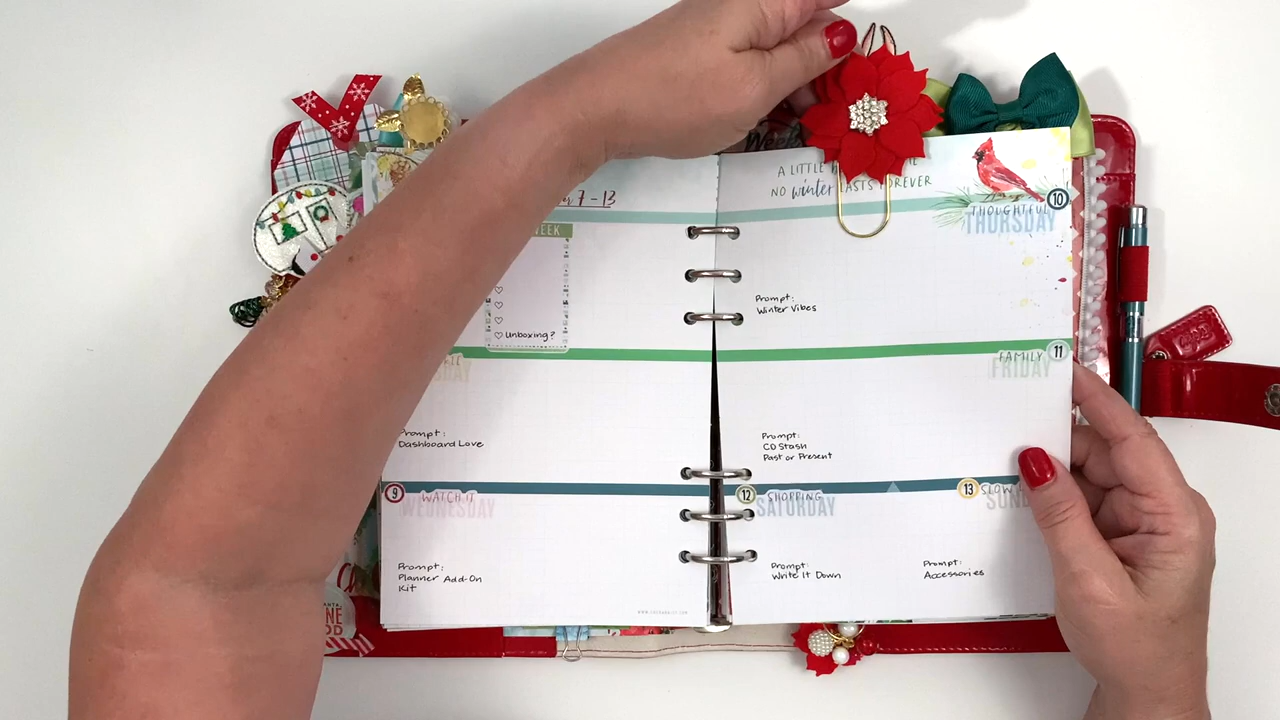 Week
7-13
A LITTLE
NO winter LASTS FOREVER
WEEK
Unboxing?
10
THOUGHTFUL
THURSDAY
Prompt:
Winter Vibes
Prompt:
Dashboard Love
11
FAMILY
FRIDAY
Prompt:
CD Stash
Past or Present
9
WATCH IT
WEDNESDAY
Prompt:
Planner Add-On
Kit
12
SHOPPING
SATURDAY
Prompt:
Write It Down
13
SLOW
Prompt:
Accessories